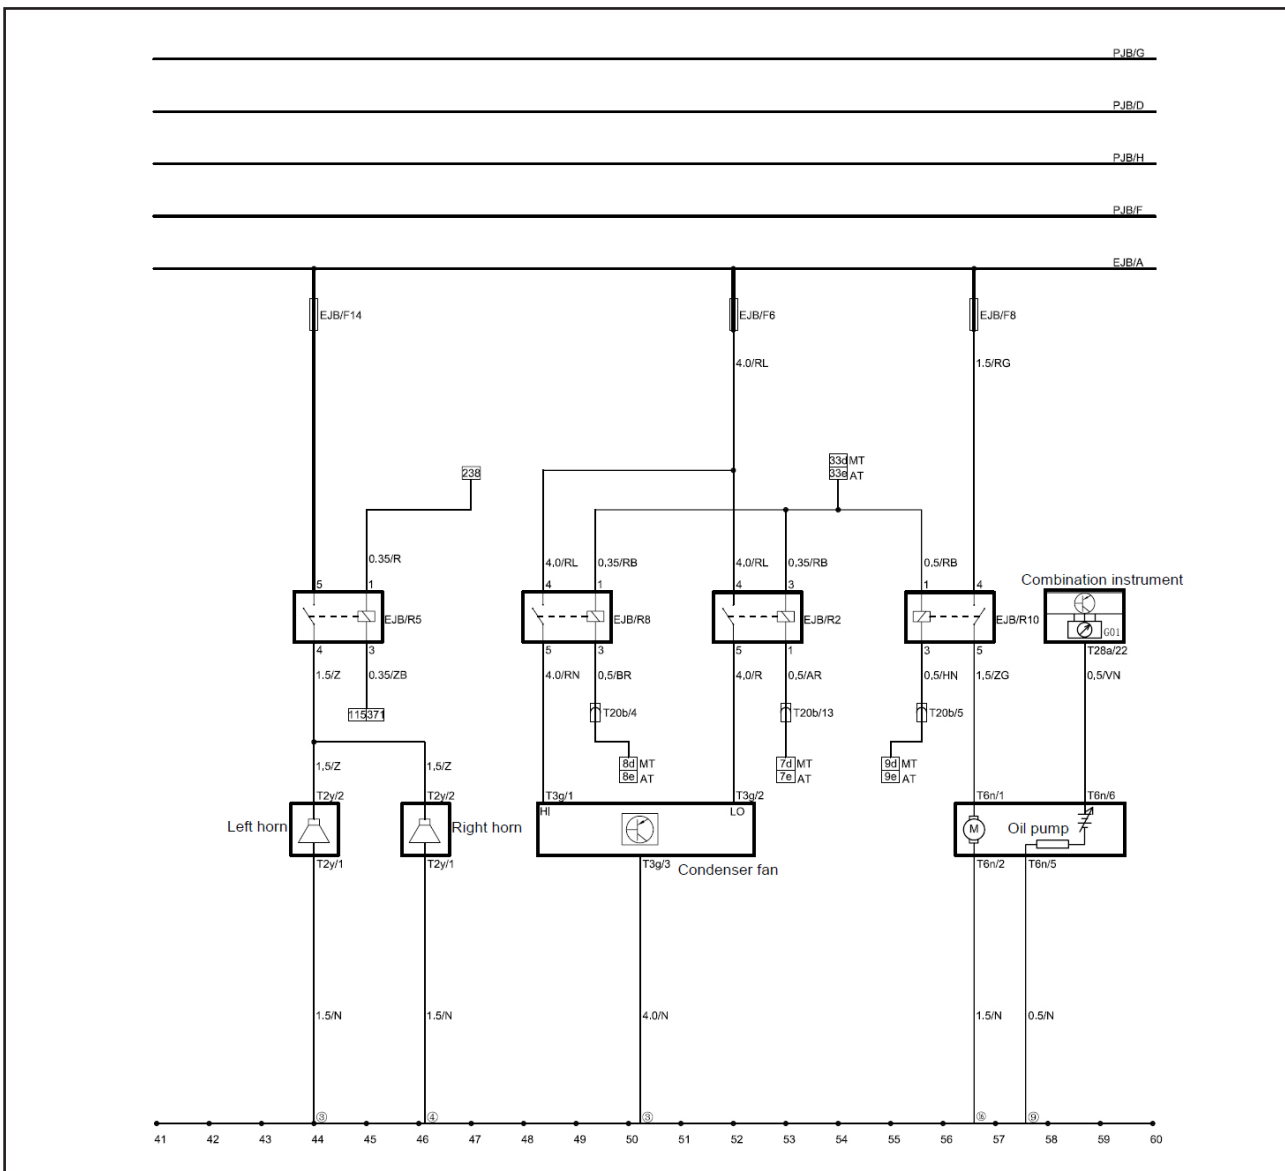 PJB/G
PJB/D
PJB/H
PJB/F
EJB/A
EJB/F14
EJB/F6
EJB/F8
4.0/RL
1.5/RG
238
33d MT
33e AT
0.35/R
4.0/RL
0.35/RB
4.0/RL
0.35/RB
0.5/RB
5
1
4
1
4
3
1
4
Combination instrument
EJB/R5
EJB/R8
EJB/R2
EJB/R10
G01
4
3
5
3
5
1
3
5
T28a/22
1.5/Z
0.35/ZB
4.0/RN
0.5/BR
4.0/R
0.5/AR
0.5/HN
1.5/ZG
0.5/VN
115 371
T20b/4
T20b/13
T20b/5
1.5/Z
1.5/Z
8d MT
8e AT
7d MT
7e AT
9d MT
9e AT
T2y/2
T2y/2
T3g/1
T3g/2
T6n/1
T6n/6
HI
LO
Left horn
Right horn
M
Oil pump
T2y/1
T2y/1
T3g/3
Condenser fan
T6n/2
T6n/5
1.5/N
1.5/N
4.0/N
1.5/N
0.5/N
③
④
③
⑨
41 42 43 44 45 46 47 48 49 50 51 52 53 54 55 56 57 58 59 60